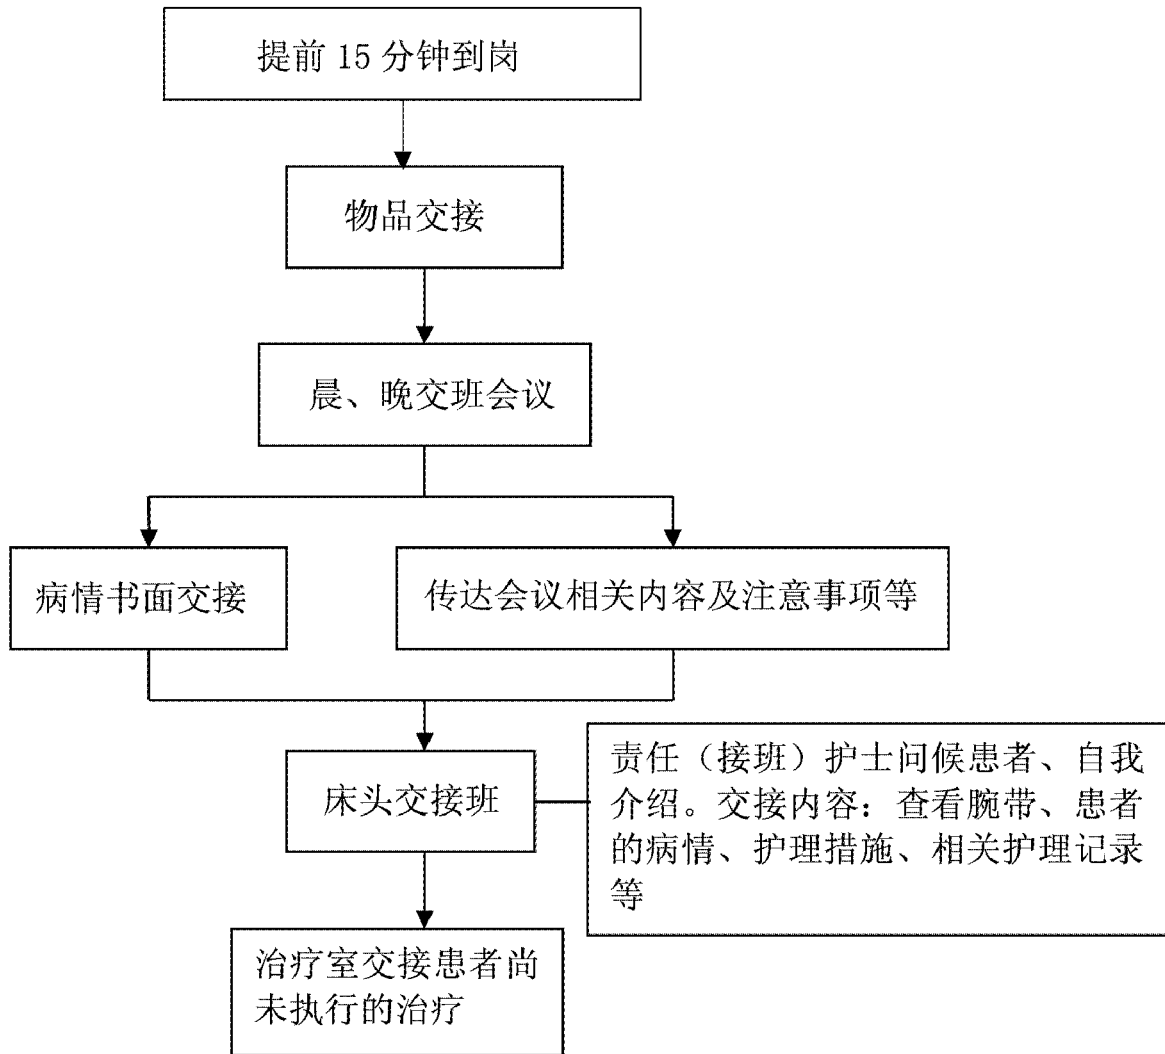 提前 15 分钟到岗
物品交接
晨、晚交班会议
病情书面交接
传达会议相关内容及注意事项等
床头交接班
责任（接班）护士问候患者、自我
介绍。交接内容：查看腕带、患者
的病情、护理措施、相关护理记录
等
治疗室交接患者尚
未执行的治疗